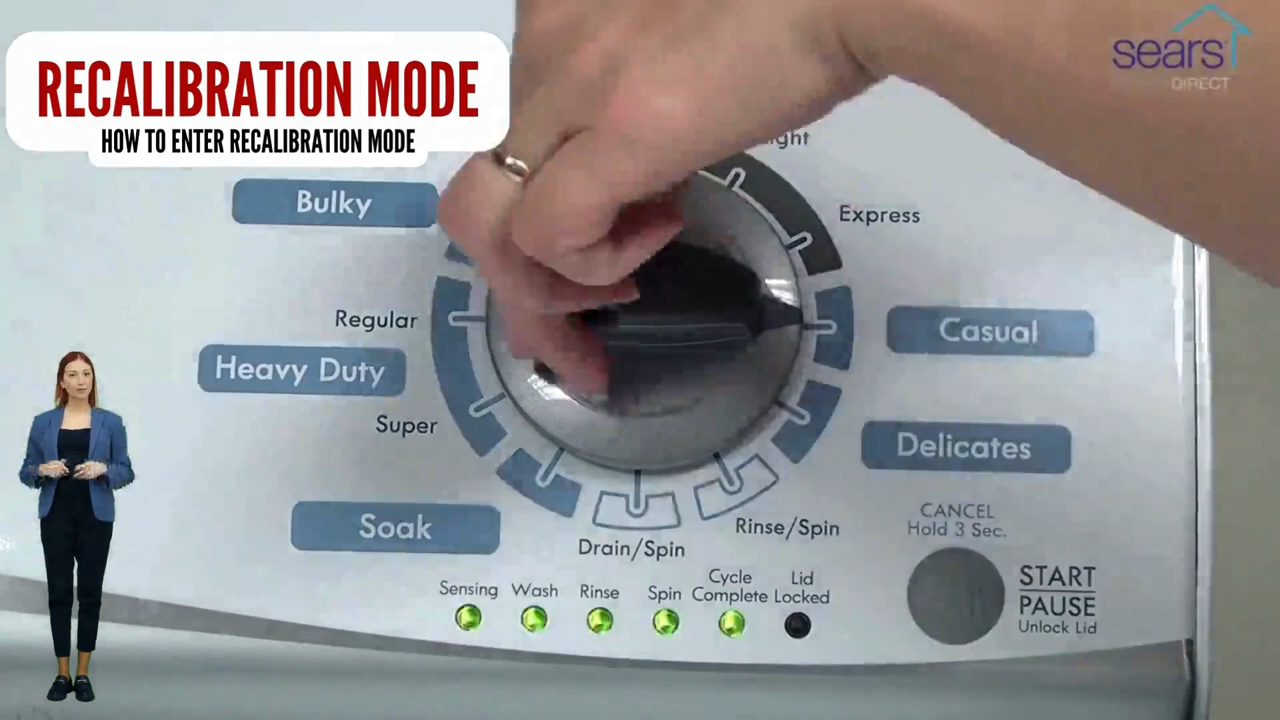 RECALIBRATION MODE
HOW TO ENTER RECALIBRATION MODE
sears
DIRECT
Bulky
Express
Regular
Casual
Heavy Duty
Super
Delicates
Soak
Rinse/Spin
Drain/Spin
CANCEL
Hold 3 Sec.
START
PAUSE
Unlock Lid
Sensing
Wash
Rinse
Spin
Cycle
Complete
Lid
Locked